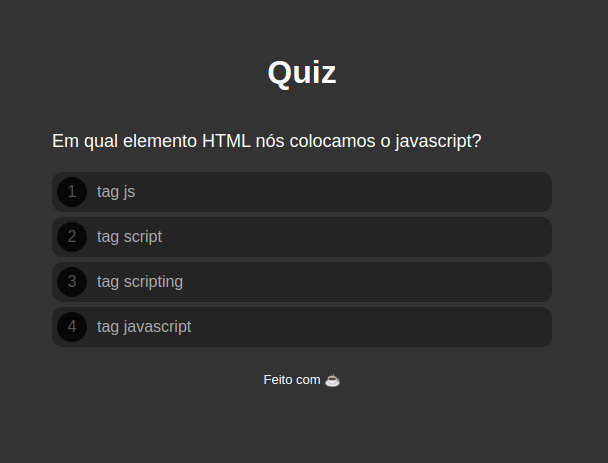 Quiz
Em qual elemento HTML nós colocamos o javascript?
1 tag js
2 tag script
3 tag scripting
4 tag javascript
Feito com ☕